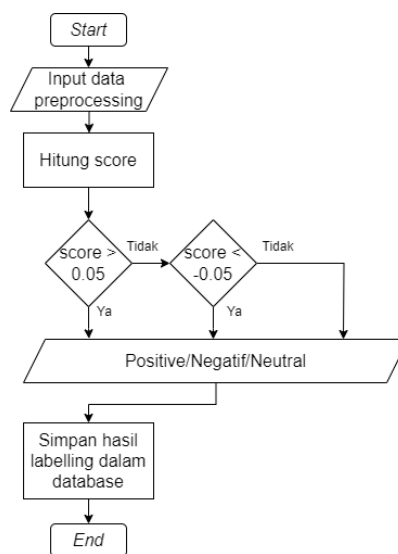 Start
Input data
preprocessing
Hitung score
score >
0.05
Tidak
score <
-0.05
Tidak
Ya
Ya
Positive/Negatif/Neutral
Simpan hasil
labelling dalam
database
End